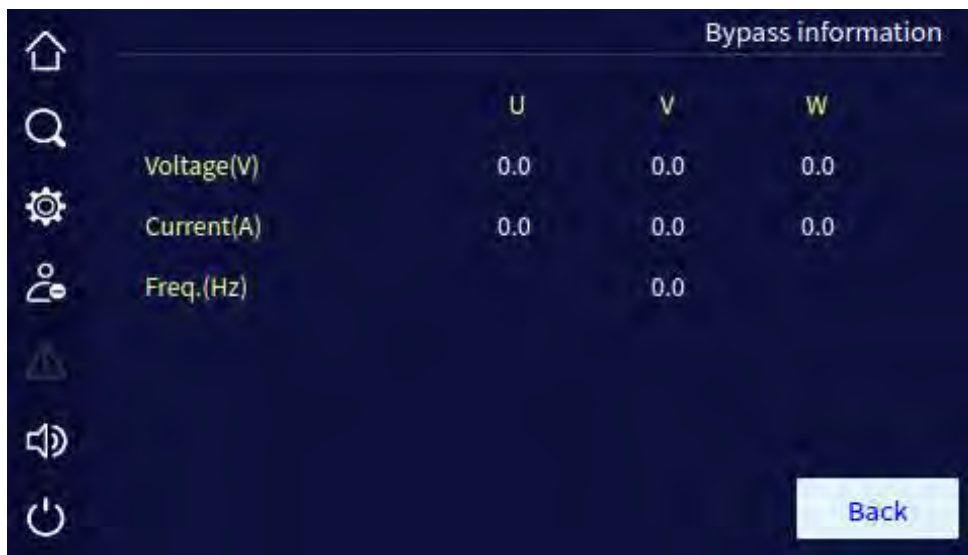 Bypass information
U V W
Voltage(V) 0.0 0.0 0.0
Current(A) 0.0 0.0 0.0
Freq.(Hz) 0.0
Back